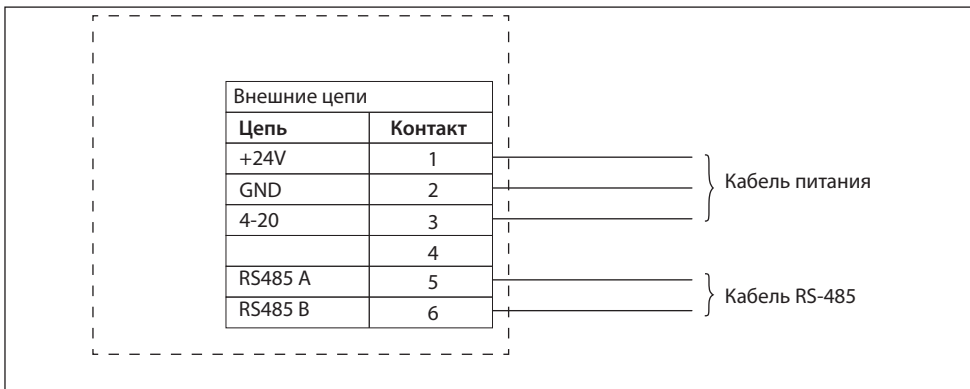 Внешние цепи
Цепь Контакт
+24V 1
GND 2
4-20 3
4
RS485 A 5
RS485 B 6
Кабель питания
Кабель RS-485